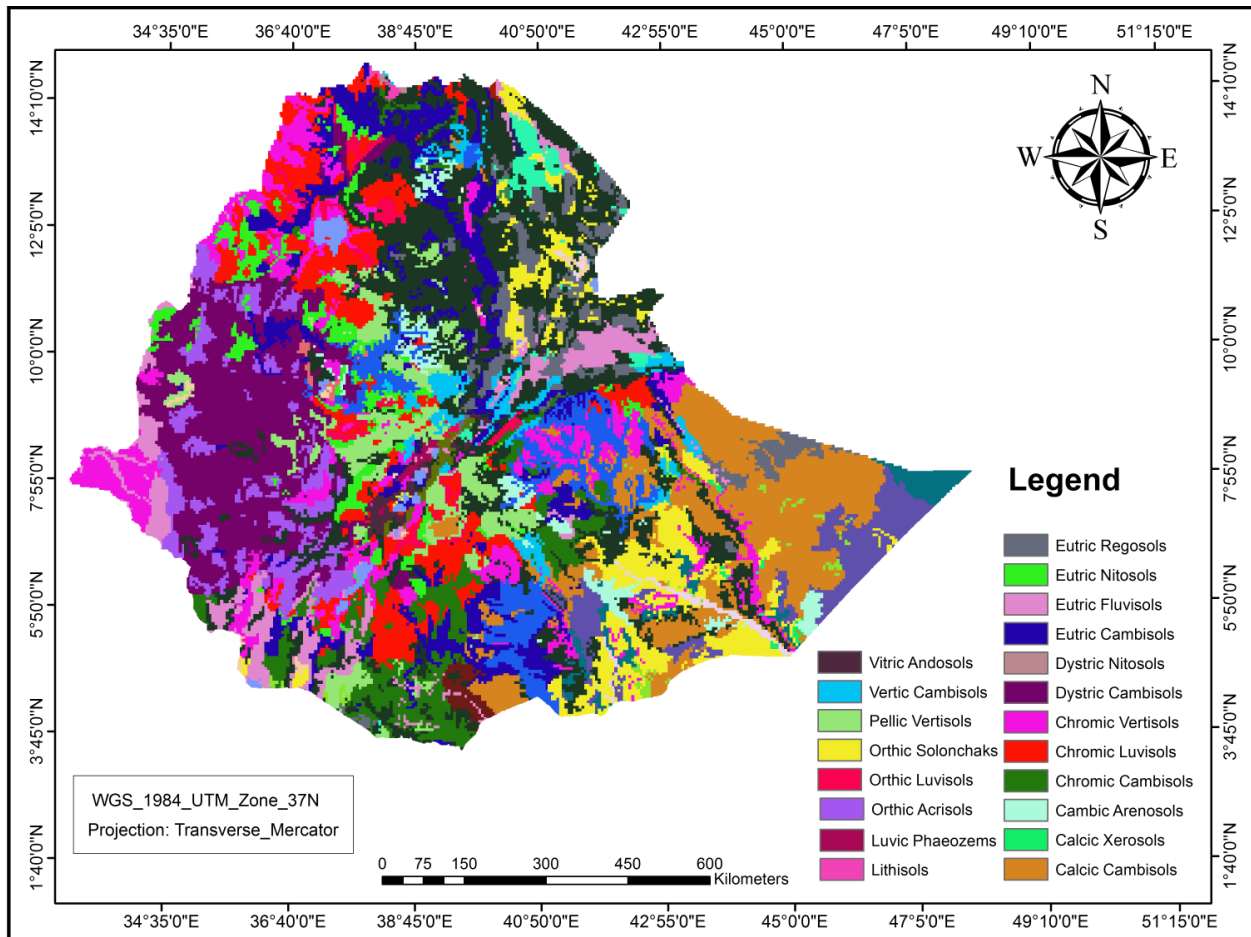 34°35'0"E 36°40'0"E 38°45'0"E 40°50'0"E 42°55'0"E 45°0'0"E 47°5'0"E 49°10'0"E 51°15'0"E
14°10'0"N
12°5'0"N
10°0'0"N
7°55'0"N
5°50'0"N
3°45'0"N
1°40'0"N
N
W E
S
14°10'0"N
12°5'0"N
10°0'0"N
7°55'0"N
5°50'0"N
3°45'0"N
1°40'0"N
Legend
Vitric Andosols
Vertic Cambisols
Pellic Vertisols
Orthic Solonchaks
Orthic Luvisols
Orthic Acrisols
Luvic Phaeozems
Lithisols
Eutric Regosols
Eutric Nitosols
Eutric Fluvisols
Eutric Cambisols
Dystric Nitosols
Dystric Cambisols
Chromic Vertisols
Chromic Luvisols
Chromic Cambisols
Cambic Arenosols
Calcic Xerosols
Calcic Cambisols
WGS_1984_UTM_Zone_37N
Projection: Transverse_Mercator
0 75 150 300 450 600
Kilometers
34°35'0"E 36°40'0"E 38°45'0"E 40°50'0"E 42°55'0"E 45°0'0"E 47°5'0"E 49°10'0"E 51°15'0"E